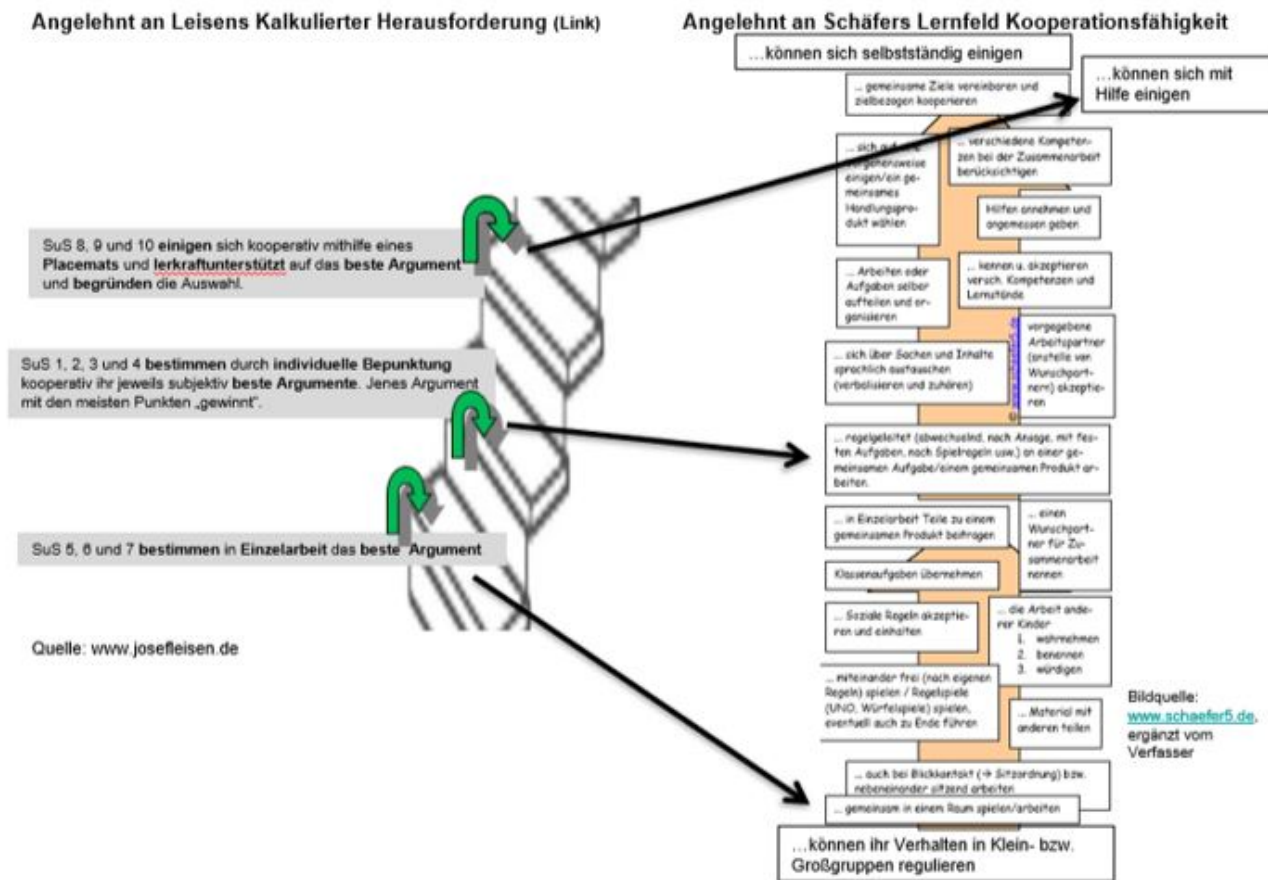 Angelehnt an Leisens Kalkulierter Herausforderung (Link)
SuS 8, 9 und 10 einigen sich kooperativ mithilfe eines
Placemats und lerkraftunterstützt auf das beste Argument
und begründen die Auswahl.
SuS 1, 2, 3 und 4 bestimmen durch individuelle Bepunktung
kooperativ ihr jeweils subjektiv beste Argumente. Jenes Argument
mit den meisten Punkten „gewinnt".
SuS 5, 6 und 7 bestimmen in Einzelarbeit das beste Argument
Quelle: www.josefleisen.de
Angelehnt an Schäfers Lernfeld Kooperationsfähigkeit
…können sich selbstständig einigen
…können sich mit
Hilfe einigen
... gemeinsame Ziele vereinbaren und
zielbezogen kooperieren
... sich auf
einigen/ein ge-
meinsames
Handlungspro-
dukt wählen
... verschiedene Kompeten-
zen bei der Zusammenarbeit
berücksichtigen
Hilfen annehmen und
angemessen geben
... Arbeiten oder
Aufgaben selber
aufteilen und or-
ganisieren
... kennen u. akzeptieren
versch. Kompetenzen und
Lernstände
... sich über Sachen und Inhalte
sprachlich austauschen
(verbalisieren und zuhören)
www.schaefer5.de
vorgegebene
Arbeitspartner
(anstelle von
Wunschpart-
nern) akzeptie-
ren
... regelgeleitet (abwechselnd, nach Ansage, mit fes-
ten Aufgaben, nach Spielregeln usw.) an einer ge-
meinsamen Aufgabe/einem gemeinsamen Produkt ar-
beiten.
... in Einzelarbeit Teile zu einem
gemeinsamen Produkt beitragen
... einen
Wunschpart-
ner für Zu-
sammenarbeit
nennen
Klassenaufgaben übernehmen
... Soziale Regeln akzeptie-
ren und einhalten
... die Arbeit ande-
rer Kinder
1. wahrnehmen
2. benennen
3. würdigen
... miteinander frei (nach eigenen
Regeln) spielen / Regelspiele
(UNO, Würfelspiele) spielen,
eventuell auch zu Ende führen
... Material mit
anderen teilen
... auch bei Blickkontakt (→ Sitzordnung) bzw.
nebeneinander sitzend arbeiten
... gemeinsam in einem Raum spielen/arbeiten
…können ihr Verhalten in Klein- bzw.
Großgruppen regulieren
Bildquelle:
www.schaefer5.de,
ergänzt vom
Verfasser